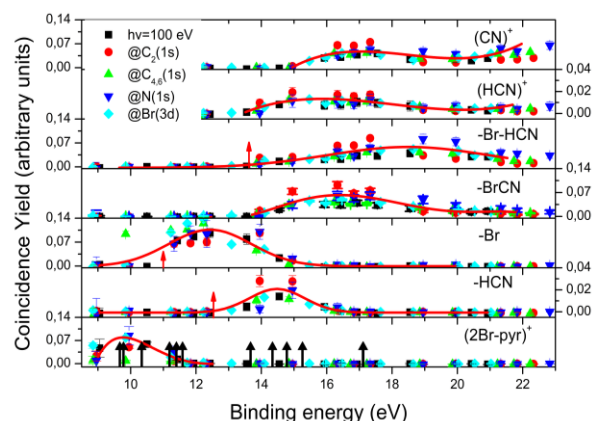 0,14
hv=100 eV
(CN)⁺
@C₂(1s)
0,07
@C₄,₆(1s)
0,00
0,04
@N(1s)
(HCN)⁺
0,02
@Br(3d)
0,00
0,14
-Br-HCN
0,07
0,00
0,14
-BrCN
0,07
0,00
0,14
-Br
0,07
0,00
0,04
-HCN
0,02
0,00
0,14
(2Br-pyr)⁺
0,07
0,00
10 12 14 16 18 20 22
Binding energy (eV)
Coincidence Yield (arbitrary units)